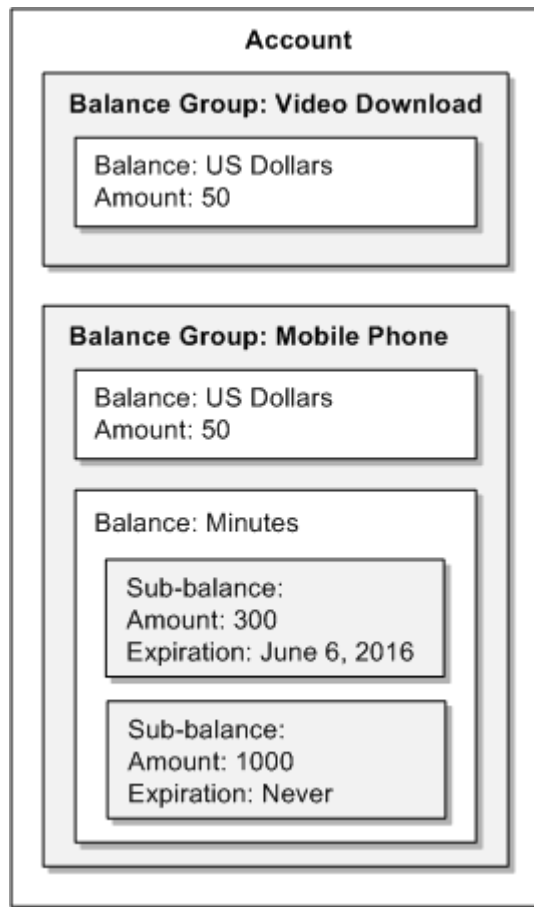 Account
Balance Group: Video Download
Balance: US Dollars
Amount: 50
Balance Group: Mobile Phone
Balance: US Dollars
Amount: 50
Balance: Minutes
Sub-balance:
Amount: 300
Expiration: June 6, 2016
Sub-balance:
Amount: 1000
Expiration: Never